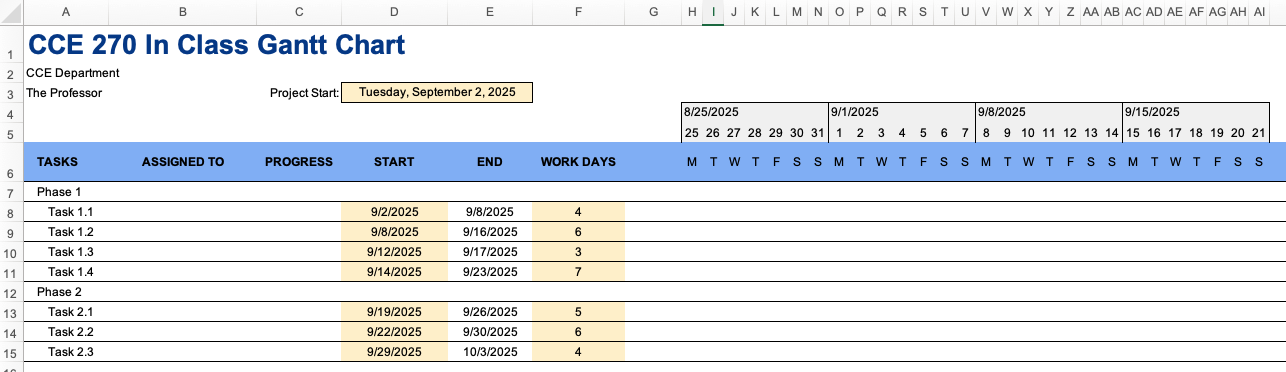 A B C D E F G H I J K L M N O P Q R S T U V W X Y Z AA AB AC AD AE AF AG AH AI
1 CCE 270 In Class Gantt Chart
2 CCE Department
3 The Professor Project Start: Tuesday, September 2, 2025
4 8/25/2025 9/1/2025 9/8/2025 9/15/2025
5 25 26 27 28 29 30 31 1 2 3 4 5 6 7 8 9 10 11 12 13 14 15 16 17 18 19 20 21
6 TASKS ASSIGNED TO PROGRESS START END WORK DAYS M T W T F S S M T W T F S S M T W T F S S M T W T F S S
7 Phase 1
8 Task 1.1 9/2/2025 9/8/2025 4
9 Task 1.2 9/8/2025 9/16/2025 6
10 Task 1.3 9/12/2025 9/17/2025 3
11 Task 1.4 9/14/2025 9/23/2025 7
12 Phase 2
13 Task 2.1 9/19/2025 9/26/2025 5
14 Task 2.2 9/22/2025 9/30/2025 6
15 Task 2.3 9/29/2025 10/3/2025 4